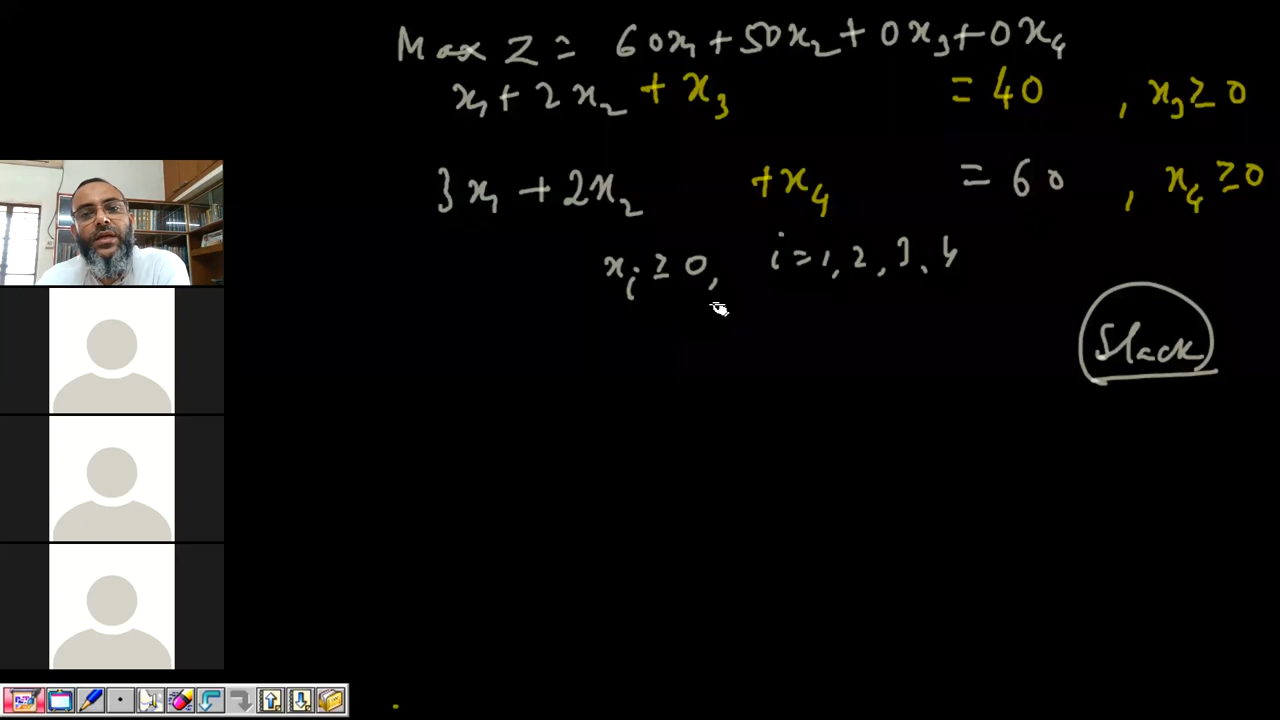 Max Z = 60x₁ + 50x₂ + 0x₃ + 0x₄
x₁ + 2x₂ + x₃ = 40 , x₃ ≥ 0
3x₁ + 2x₂ + x₄ = 60 , x₄ ≥ 0
xᵢ ≥ 0, i = 1, 2, 3, 4
Slack